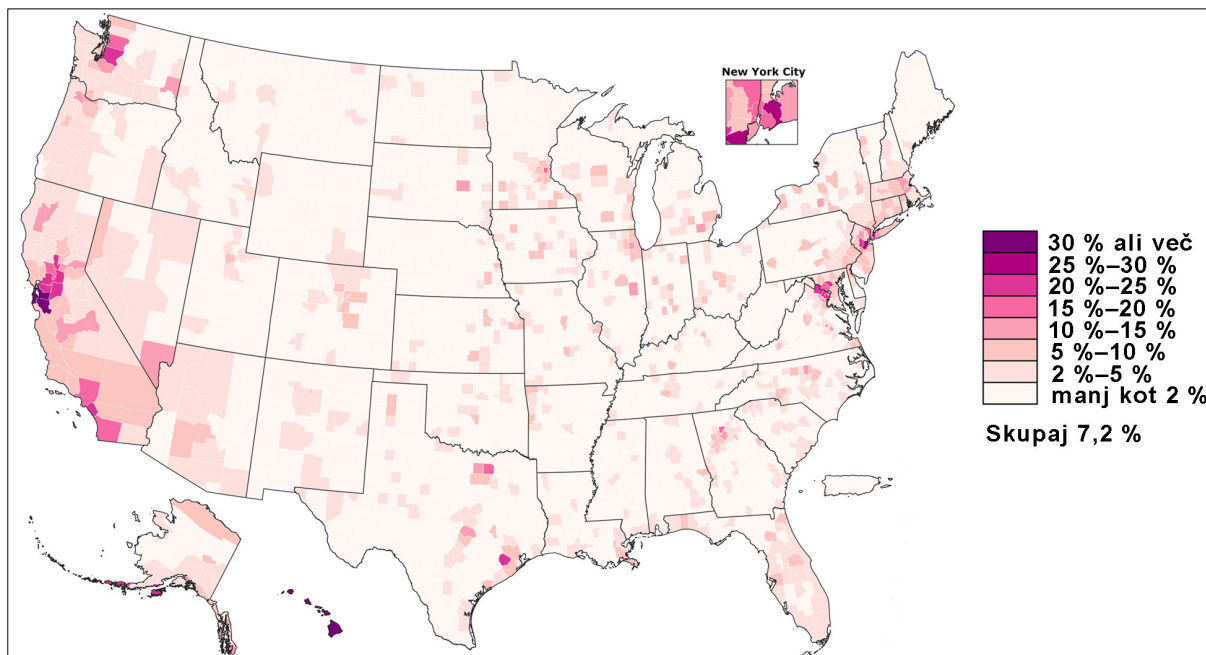 New York City
30 % ali več
25 %–30 %
20 %–25 %
15 %–20 %
10 %–15 %
5 %–10 %
2 %–5 %
manj kot 2 %
Skupaj 7,2 %